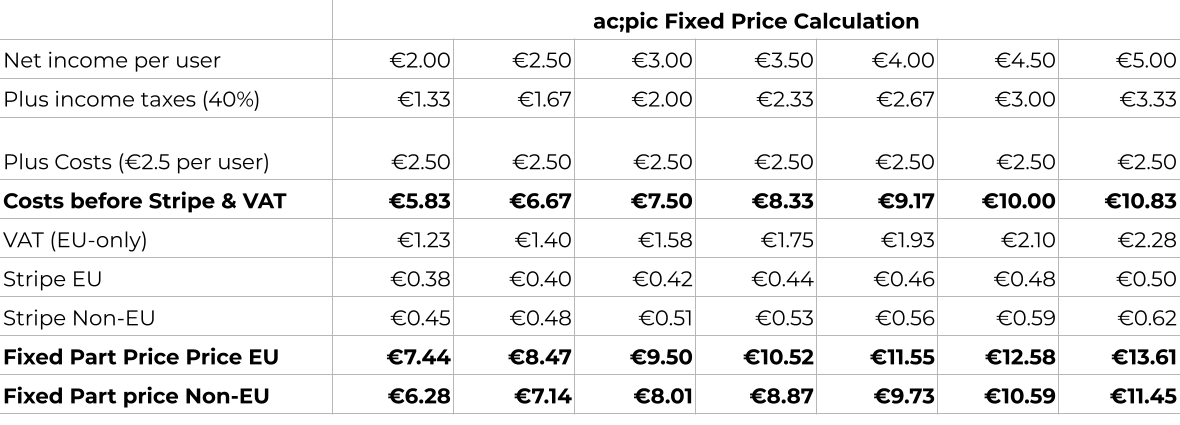 ac;pic Fixed Price Calculation
Net income per user €2.00 €2.50 €3.00 €3.50 €4.00 €4.50 €5.00
Plus income taxes (40%) €1.33 €1.67 €2.00 €2.33 €2.67 €3.00 €3.33
Plus Costs (€2.5 per user) €2.50 €2.50 €2.50 €2.50 €2.50 €2.50 €2.50
Costs before Stripe & VAT €5.83 €6.67 €7.50 €8.33 €9.17 €10.00 €10.83
VAT (EU-only) €1.23 €1.40 €1.58 €1.75 €1.93 €2.10 €2.28
Stripe EU €0.38 €0.40 €0.42 €0.44 €0.46 €0.48 €0.50
Stripe Non-EU €0.45 €0.48 €0.51 €0.53 €0.56 €0.59 €0.62
Fixed Part Price Price EU €7.44 €8.47 €9.50 €10.52 €11.55 €12.58 €13.61
Fixed Part price Non-EU €6.28 €7.14 €8.01 €8.87 €9.73 €10.59 €11.45